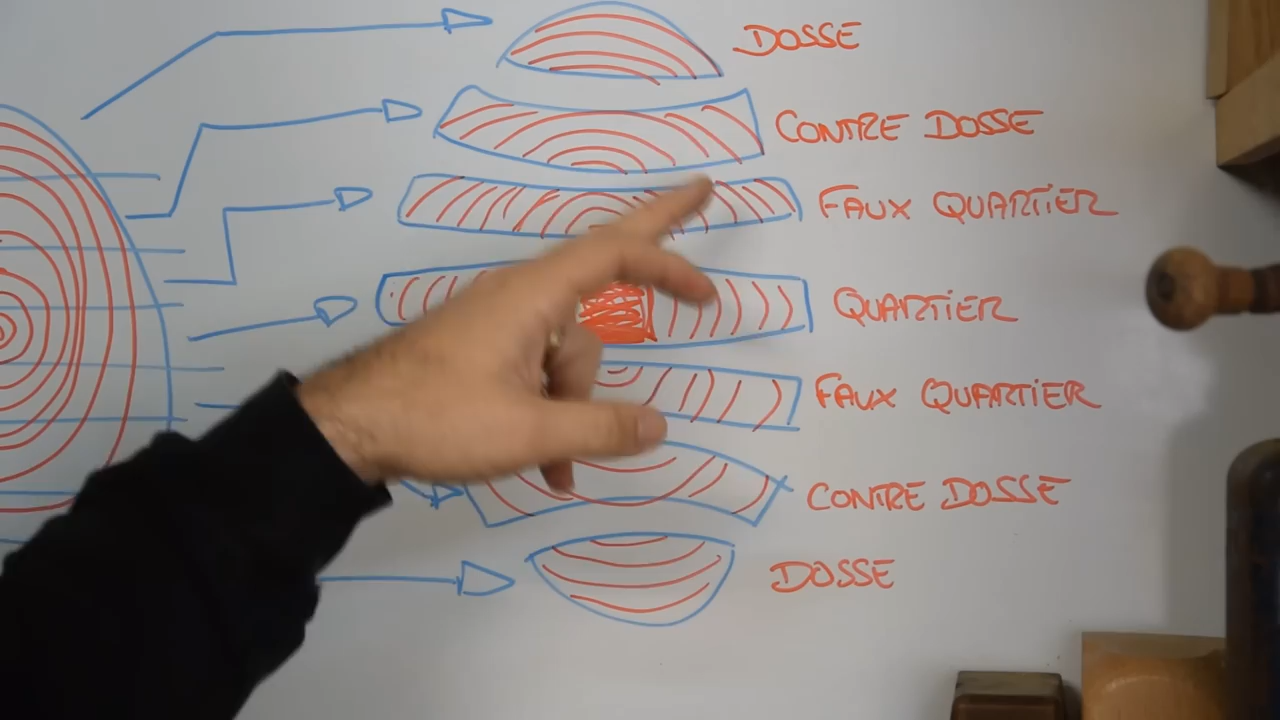 DOSSE
CONTRE DOSSE
FAUX QUARTIER
QUARTIER
FAUX QUARTIER
CONTRE DOSSE
DOSSE